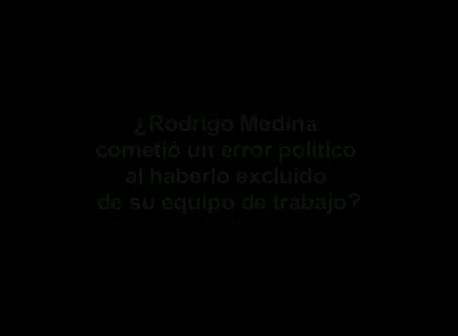 ¿Rodrigo Medina
cometió un error político
al haberlo excluido
de su equipo de trabajo?